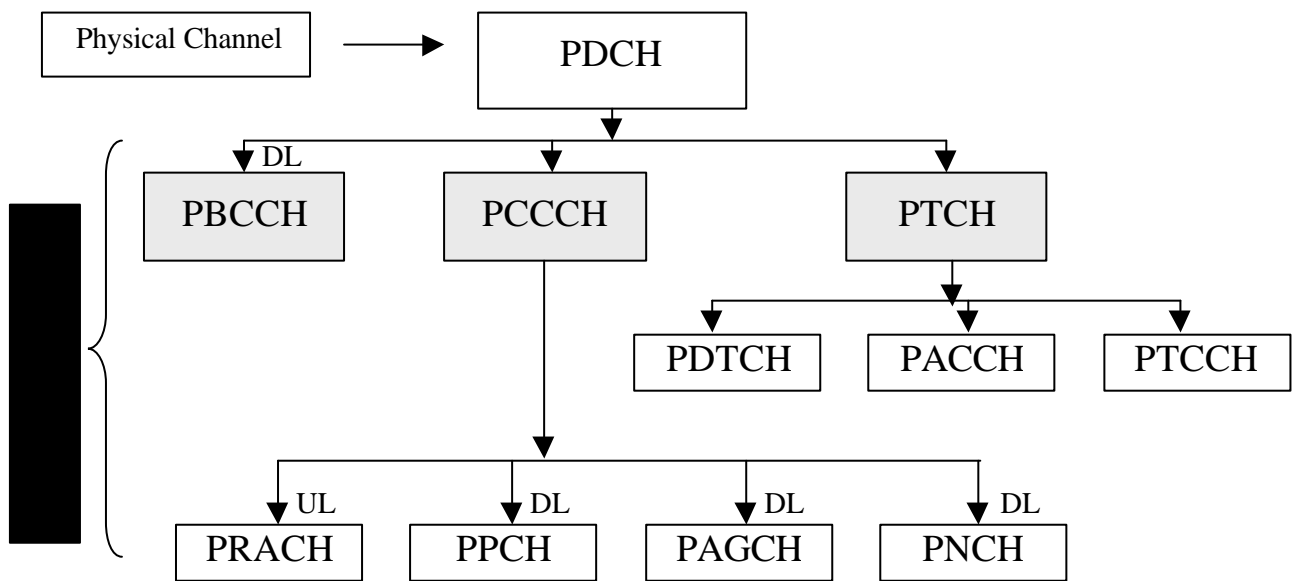 Physical Channel
PDCH
DL
PBCCH
PCCCH
PTCH
PDTCH
PACCH
PTCCH
UL
DL
DL
DL
PRACH
PPCH
PAGCH
PNCH